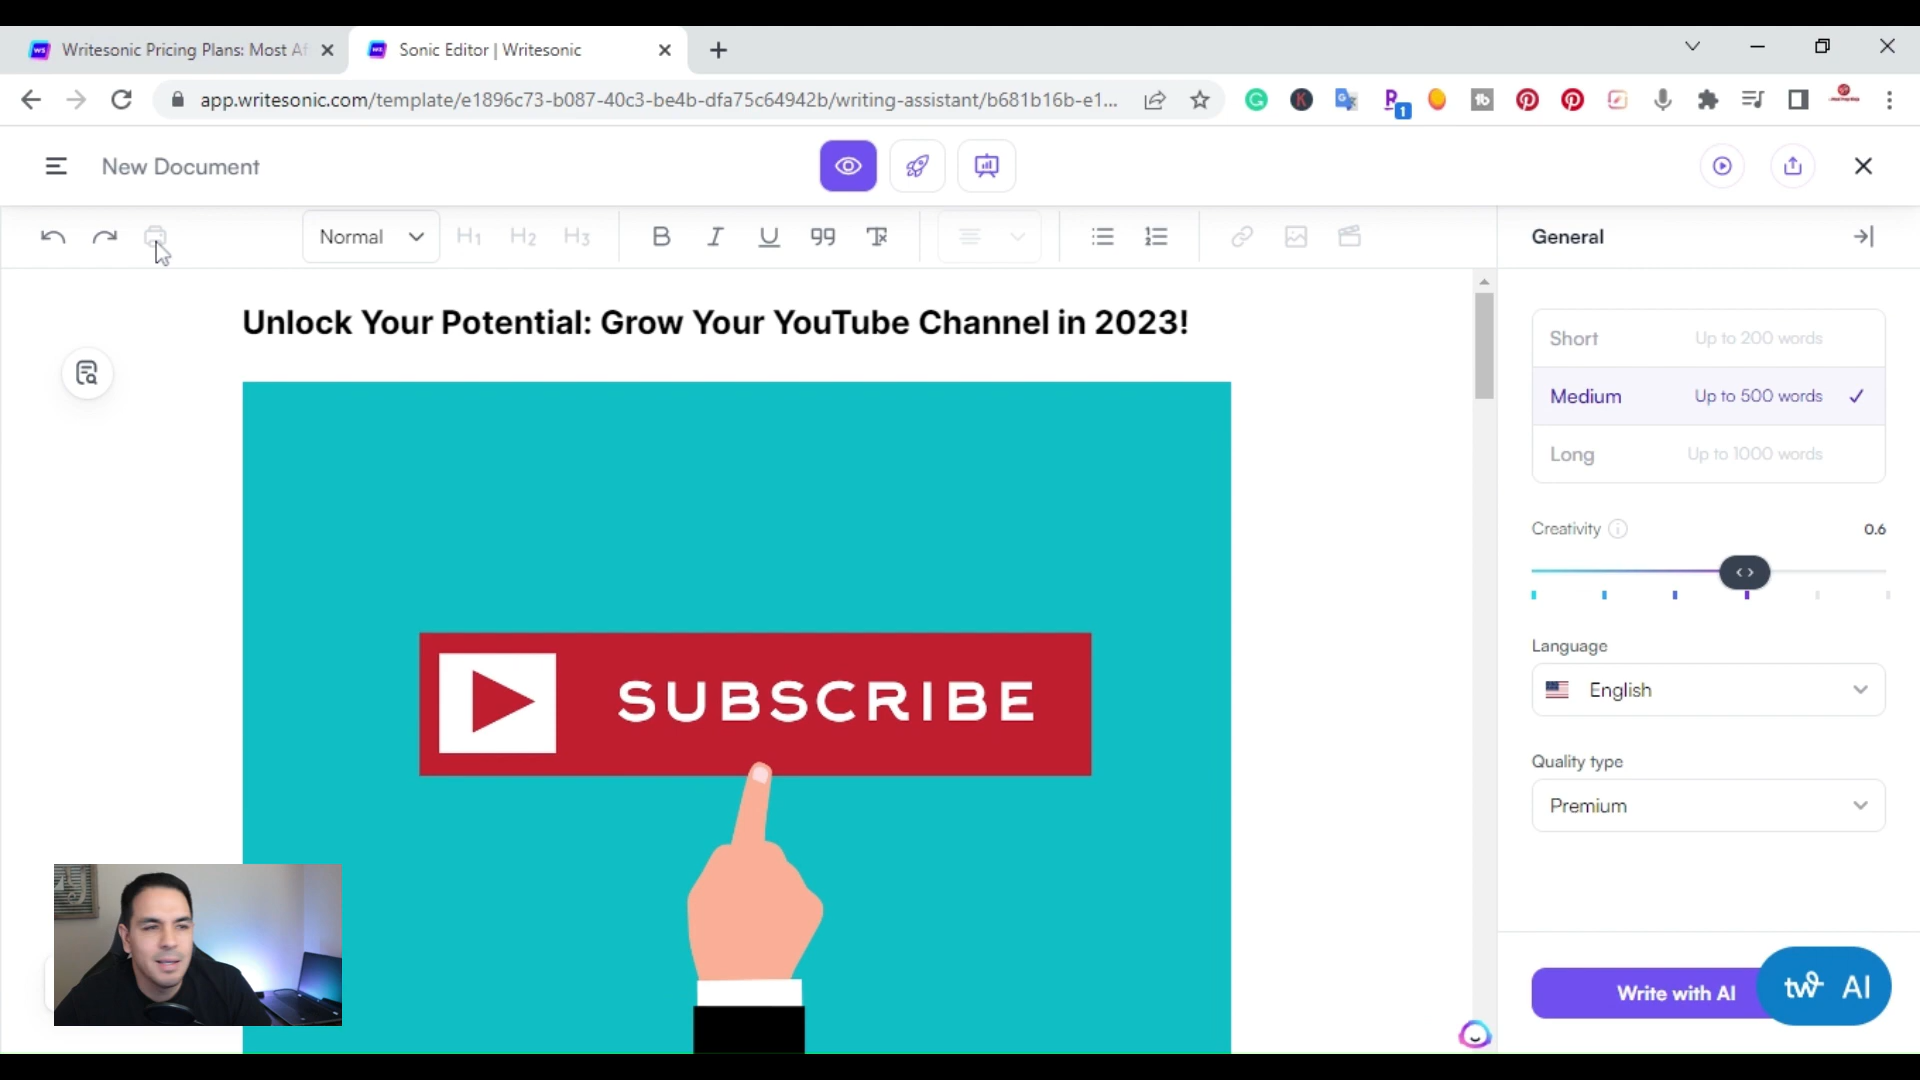 Writesonic Pricing Plans: Most Af
Sonic Editor | Writesonic
app.writesonic.com/template/e1896c73-b087-40c3-be4b-dfa75c64942b/writing-assistant/b681b16b-e1...
1
New Document
Normal
H1 H2 H3
B I U
General
Unlock Your Potential: Grow Your YouTube Channel in 2023!
SUBSCRIBE
Short Up to 200 words
Medium Up to 500 words
Long Up to 1000 words
Creativity 0.6
Language
English
Quality type
Premium
Write with AI
tw AI